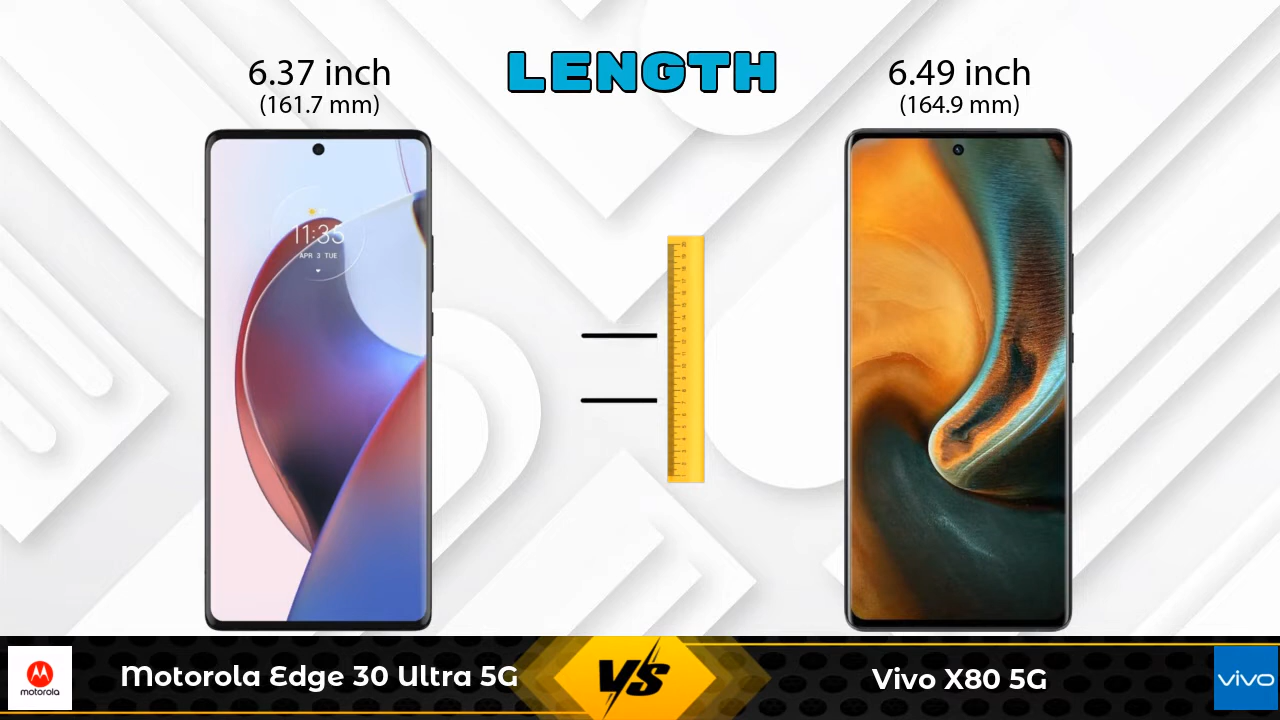 LENGTH
6.37 inch
(161.7 mm)
6.49 inch
(164.9 mm)
11:35
APR 3 TUE
motorola
Motorola Edge 30 Ultra 5G
VS
Vivo X80 5G
vivo